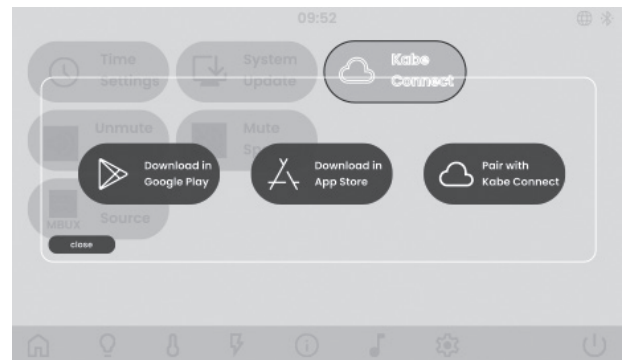 09:52
Time
Settings
System
Update
Kabe
Connect
Unmute
Mute
Download in
Google Play
Download in
App Store
Pair with
Kabe Connect
MBUX
Source
close